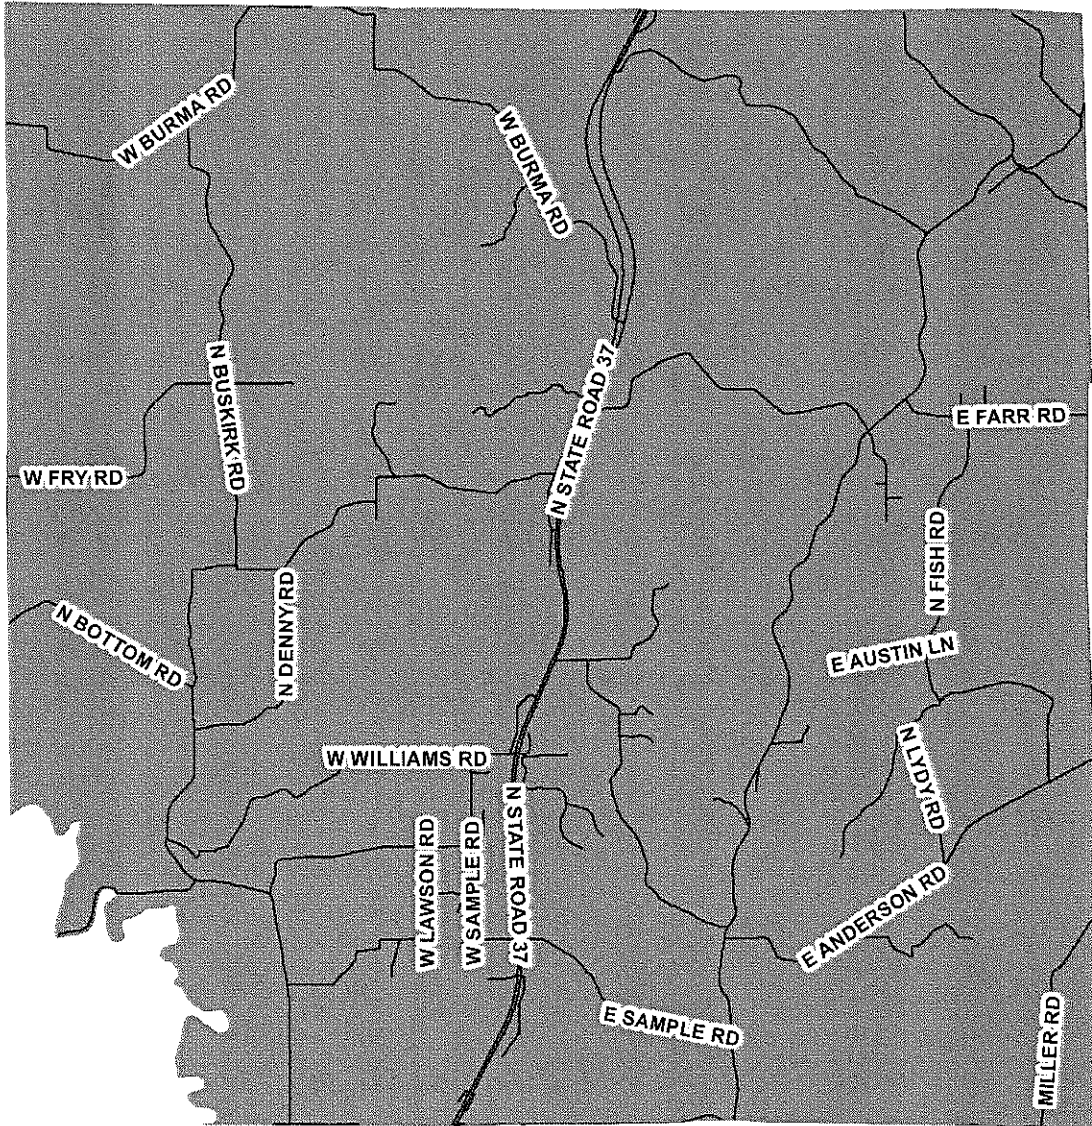 W BURMA RD
W BURMA RD
N STATE ROAD 37
N BUSKIRK RD
E FARR RD
W FRY RD
N FISH RD
N DENNY RD
N BOTTOM RD
E AUSTIN LN
N LYDY RD
W WILLIAMS RD
N STATE ROAD 37
W LAWSON RD
W SAMPLE RD
E ANDERSON RD
E SAMPLE RD
MILLER RD